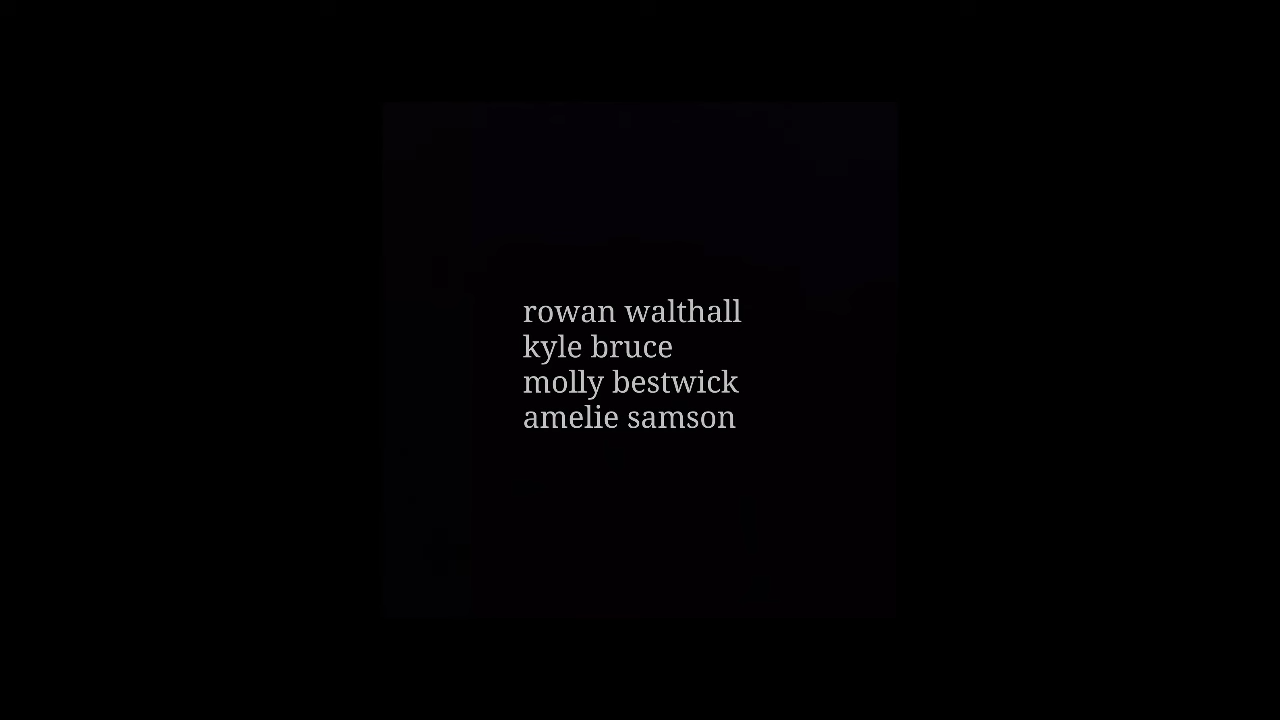 rowan walthall
kyle bruce
molly bestwick
amelie samson